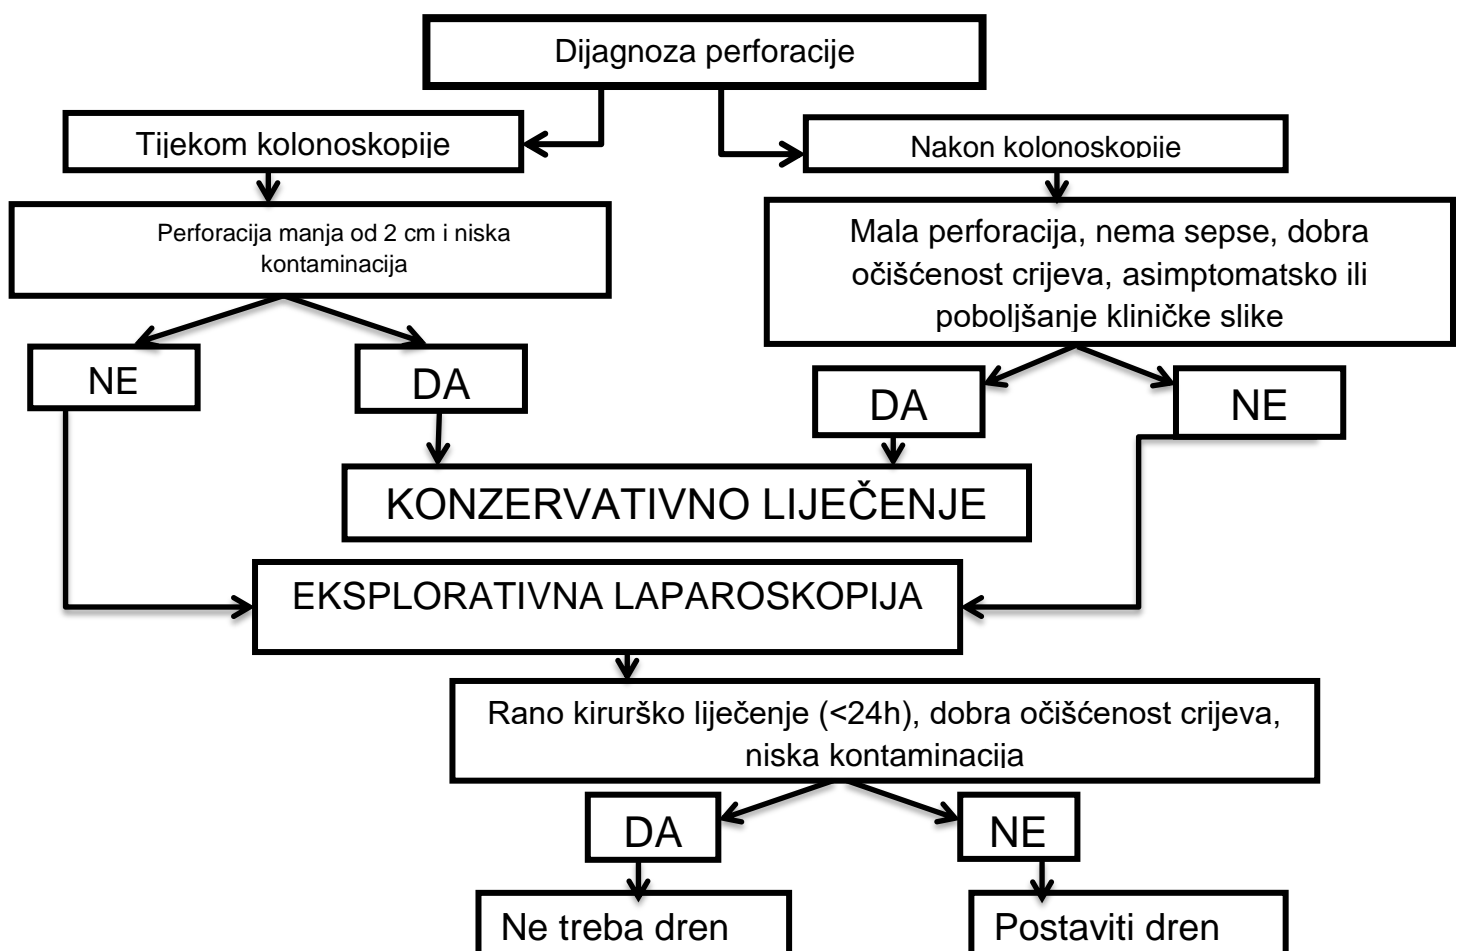 Dijagnoza perforacije
Tijekom kolonoskopije
Nakon kolonoskopije
Perforacija manja od 2 cm i niska
kontaminacija
Mala perforacija, nema sepse, dobra
očišćenost crijeva, asimptomatsko ili
poboljšanje kliničke slike
NE
DA
DA
NE
KONZERVATIVNO LIJEČENJE
EKSPLORATIVNA LAPAROSKOPIJA
Rano kirurško liječenje (<24h), dobra očišćenost crijeva,
niska kontaminacija
DA
NE
Ne treba dren
Postaviti dren